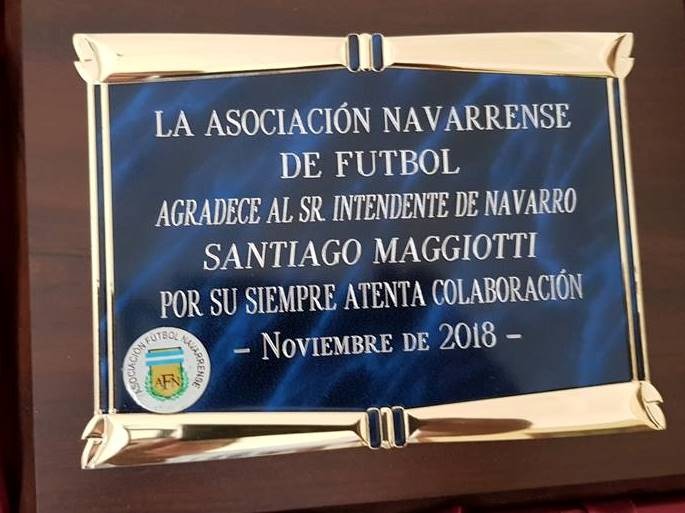 LA ASOCIACIÓN NAVARRENSE
DE FUTBOL
AGRADECE AL SR. INTENDENTE DE NAVARRO
SANTIAGO MAGGIOTTI
POR SU SIEMPRE ATENTA COLABORACIÓN
- NOVIEMBRE DE 2018 -
ASOCIACIÓN FUTBOL NAVARRENSE
AFN